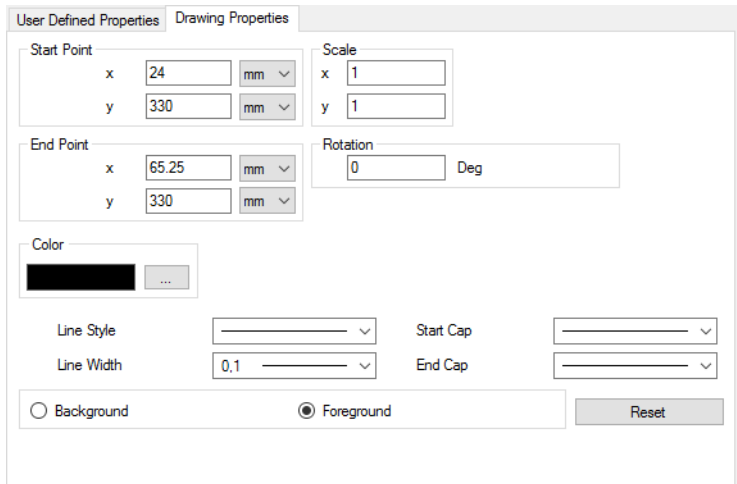 User Defined Properties Drawing Properties
Start Point Scale
x 24 mm x 1
y 330 mm y 1
End Point Rotation
x 65.25 mm 0 Deg
y 330 mm
Color
...
Line Style Start Cap
Line Width 0,1 End Cap
Background Foreground Reset